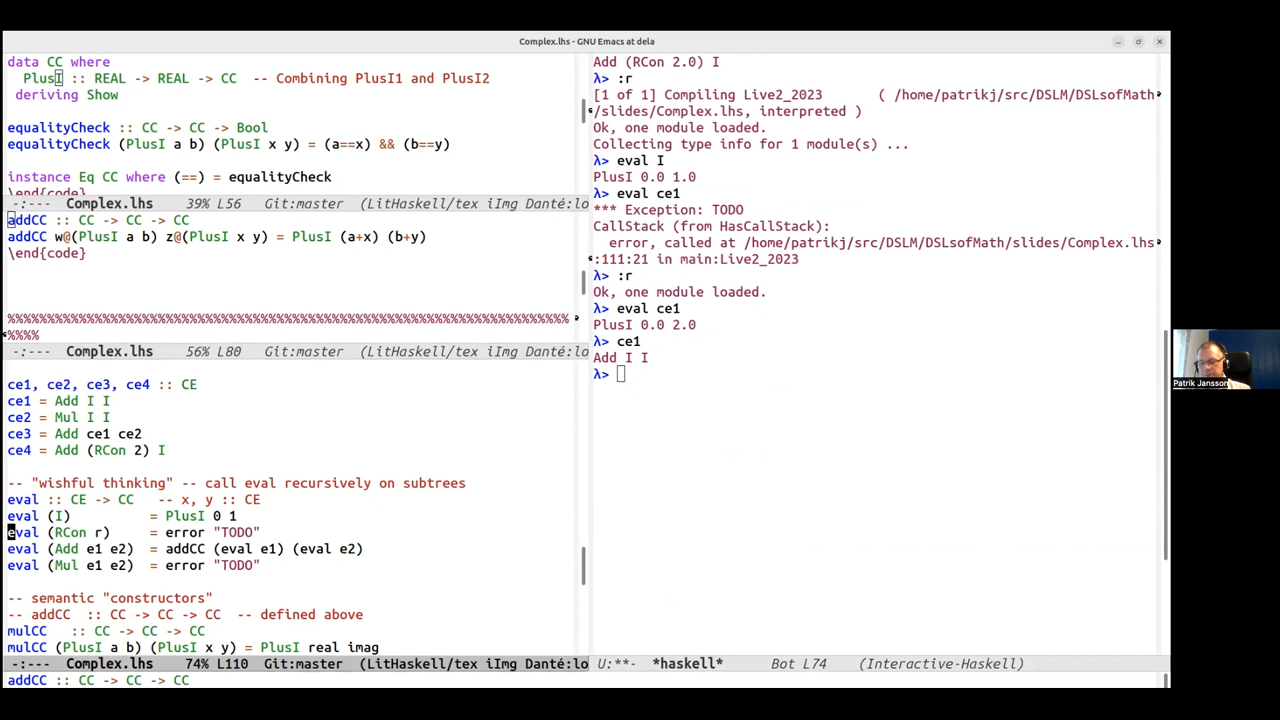 Complex.lhs - GNU Emacs at dela
data CC where
PlusI :: REAL -> REAL -> CC -- Combining PlusI1 and PlusI2
deriving Show
equalityCheck :: CC -> CC -> Bool
equalityCheck (PlusI a b) (PlusI x y) = (a==x) && (b==y)
instance Eq CC where (==) = equalityCheck
\end{code}
-:--- Complex.lhs 39% L56 Git:master (LitHaskell/tex iImg Danté:lo
addCC :: CC -> CC -> CC
addCC w@(PlusI a b) z@(PlusI x y) = PlusI (a+x) (b+y)
\end{code}
%%%%%%%%%%%%%%%%%%%%%%%%%%%%%%%%%%%%%%%%%%%%%%%%%%%%%%%%%%%%%%%%%%%%%%%
%%%%
-:--- Complex.lhs 56% L80 Git:master (LitHaskell/tex iImg Danté:lo
ce1, ce2, ce3, ce4 :: CE
ce1 = Add I I
ce2 = Mul I I
ce3 = Add ce1 ce2
ce4 = Add (RCon 2) I
-- "wishful thinking" -- call eval recursively on subtrees
eval :: CE -> CC -- x, y :: CE
eval (I) = PlusI 0 1
eval (RCon r) = error "TODO"
eval (Add e1 e2) = addCC (eval e1) (eval e2)
eval (Mul e1 e2) = error "TODO"
-- semantic "constructors"
-- addCC :: CC -> CC -> CC -- defined above
mulCC :: CC -> CC -> CC
mulCC (PlusI a b) (PlusI x y) = PlusI real imag
-:--- Complex.lhs 74% L110 Git:master (LitHaskell/tex iImg Danté:lo
addCC :: CC -> CC -> CC
Add (RCon 2.0) I
λ> :r
[1 of 1] Compiling Live2_2023 ( /home/patrikj/src/DSLM/DSLsofMath
/slides/Complex.lhs, interpreted )
Ok, one module loaded.
Collecting type info for 1 module(s) ...
λ> eval I
PlusI 0.0 1.0
λ> eval ce1
*** Exception: TODO
CallStack (from HasCallStack):
error, called at /home/patrikj/src/DSLM/DSLsofMath/slides/Complex.lhs
:111:21 in main:Live2_2023
λ> :r
Ok, one module loaded.
λ> eval ce1
PlusI 0.0 2.0
λ> ce1
Add I I
λ>
U:**- *haskell* Bot L74 (Interactive-Haskell)
Patrik Jansson